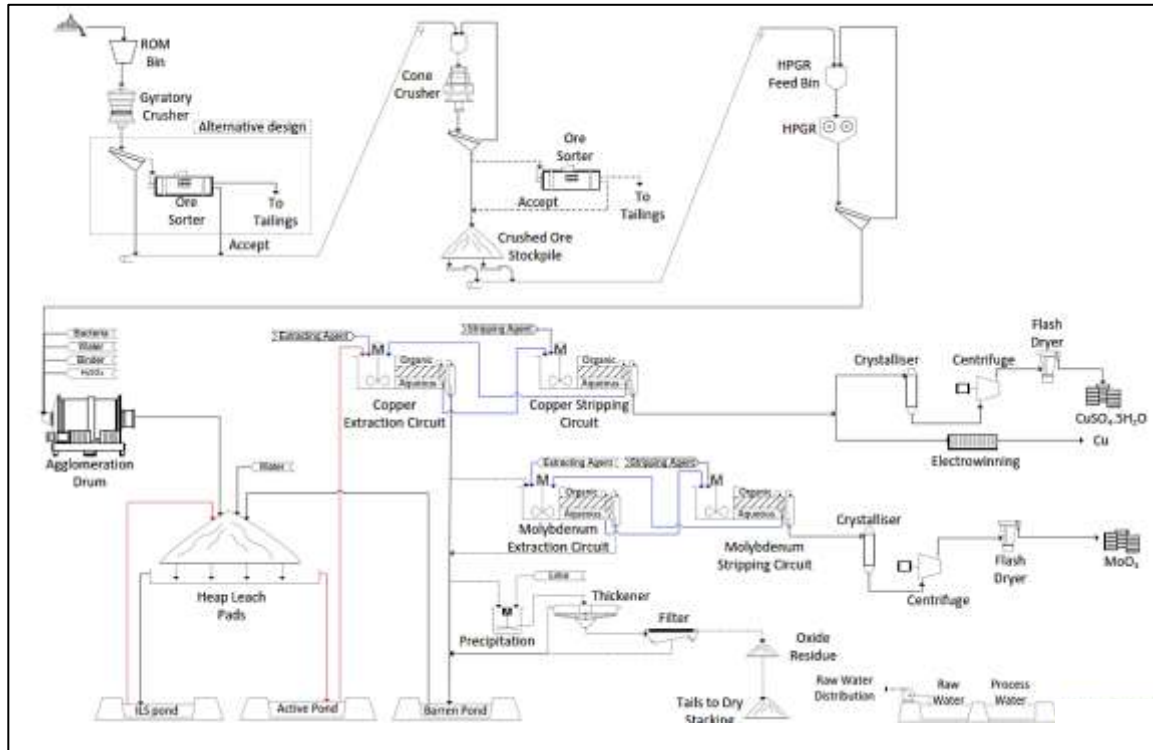 ROM
Bin
Gyratory
Crusher
Alternative design
Ore
Sorter
To
Tailings
Accept
Cone
Crusher
Ore
Sorter
Accept
To
Tailings
Crushed Ore
Stockpile
HPGR
Feed Bin
HPGR
Bacteria
Water
Binder
H₂SO₄
Agglomeration
Drum
Extracting Agent
M
Organic
Aqueous
Copper
Extraction Circuit
Stripping Agent
M
Organic
Aqueous
Copper Stripping
Circuit
Crystalliser
Centrifuge
Flash
Dryer
CuSO₄.5H₂O
Cu
Electrowinning
Water
Heap Leach
Pads
Extracting Agent
M
Organic
Aqueous
Molybdenum
Extraction Circuit
Stripping Agent
M
Organic
Aqueous
Molybdenum
Stripping Circuit
Crystalliser
Centrifuge
Flash
Dryer
MoO₃
Lime
M
Precipitation
Thickener
Filter
Oxide
Residue
Tails to Dry
Stacking
Raw Water
Distribution
Raw
Water
Process
Water
ILS pond
Active Pond
Barren Pond